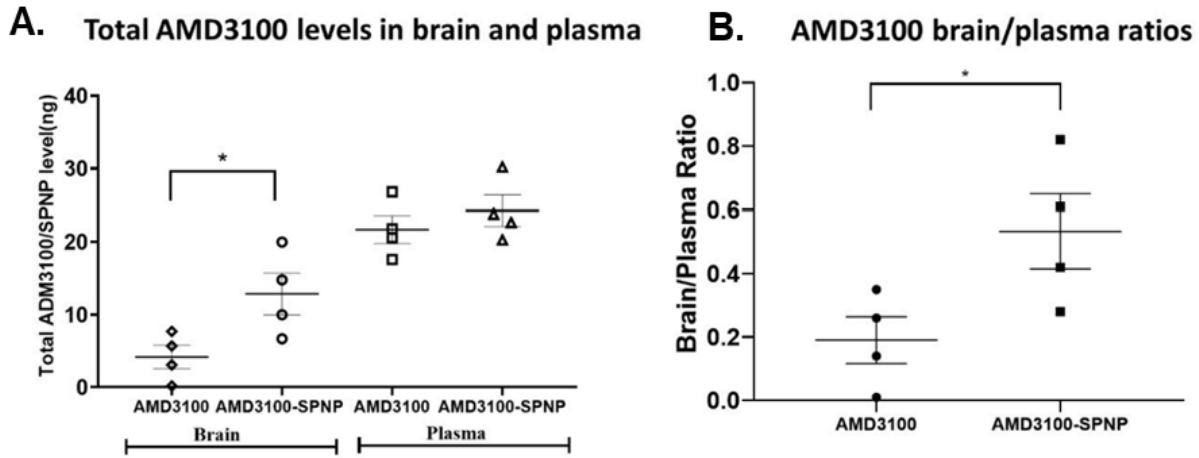 A. Total AMD3100 levels in brain and plasma
Total ADM3100/SPNP level(ng)
40
30
20
10
0
*
AMD3100 AMD3100-SPNP AMD3100 AMD3100-SPNP
Brain Plasma
B. AMD3100 brain/plasma ratios
Brain/Plasma Ratio
1.0
0.8
0.6
0.4
0.2
0.0
*
AMD3100 AMD3100-SPNP